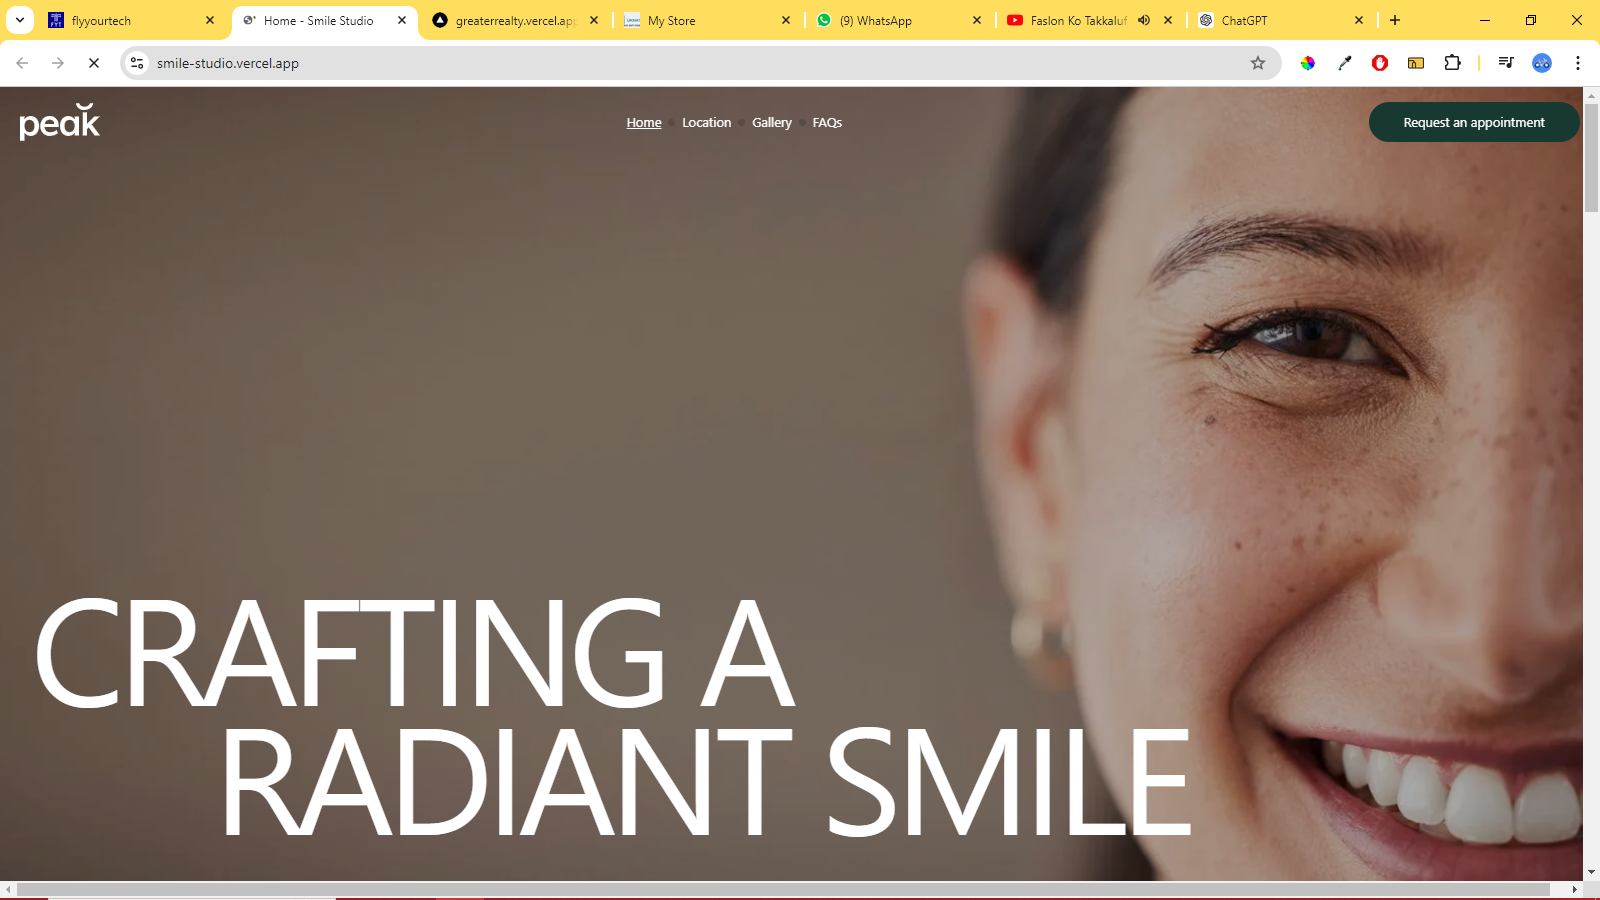 flyyourtech
Home - Smile Studio
greaterrealty.vercel.app
My Store
(9) WhatsApp
Faslon Ko Takkaluf
ChatGPT
smile-studio.vercel.app
peak
Home
Location
Gallery
FAQs
Request an appointment
CRAFTING A
RADIANT SMILE